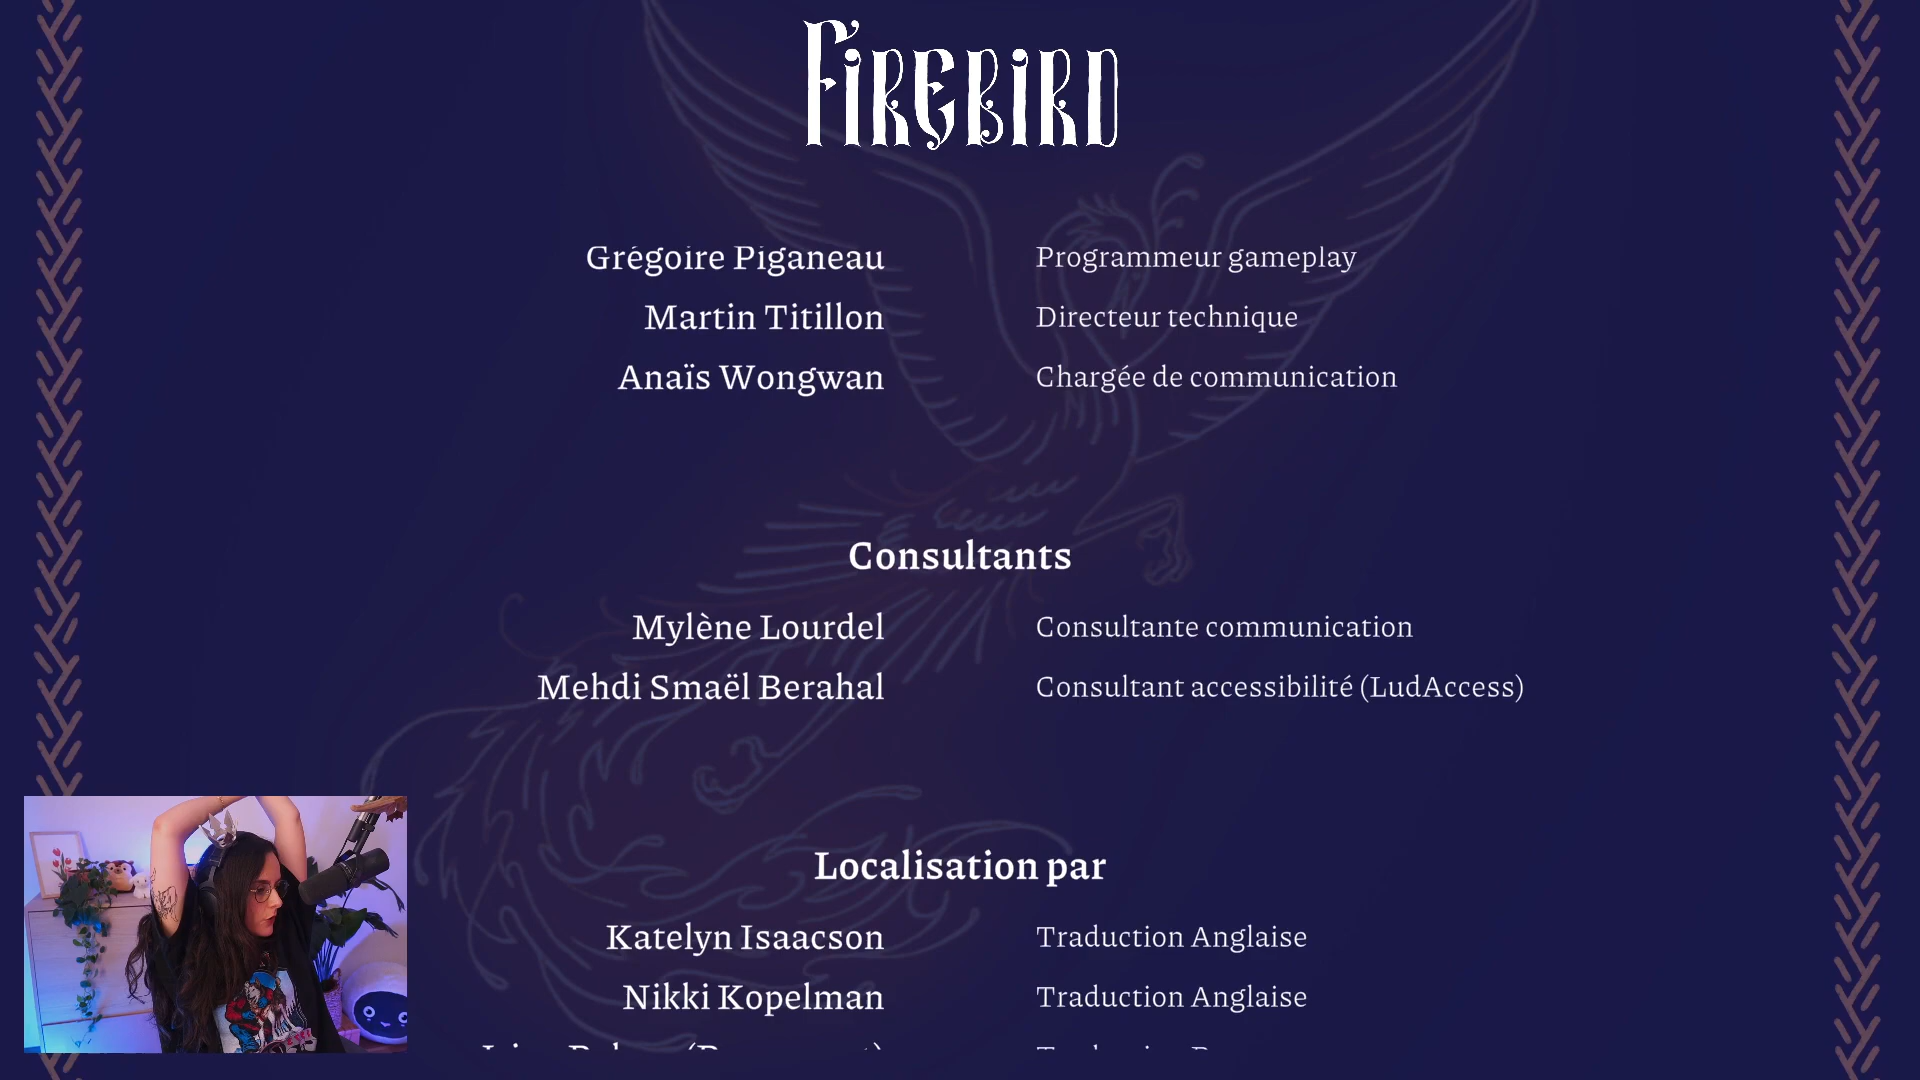 FIREBIRD
Grégoire Piganeau Programmeur gameplay
Martin Titillon Directeur technique
Anaïs Wongwan Chargée de communication
Consultants
Mylène Lourdel Consultante communication
Mehdi Smaël Berahal Consultant accessibilité (LudAccess)
Localisation par
Katelyn Isaacson Traduction Anglaise
Nikki Kopelman Traduction Anglaise